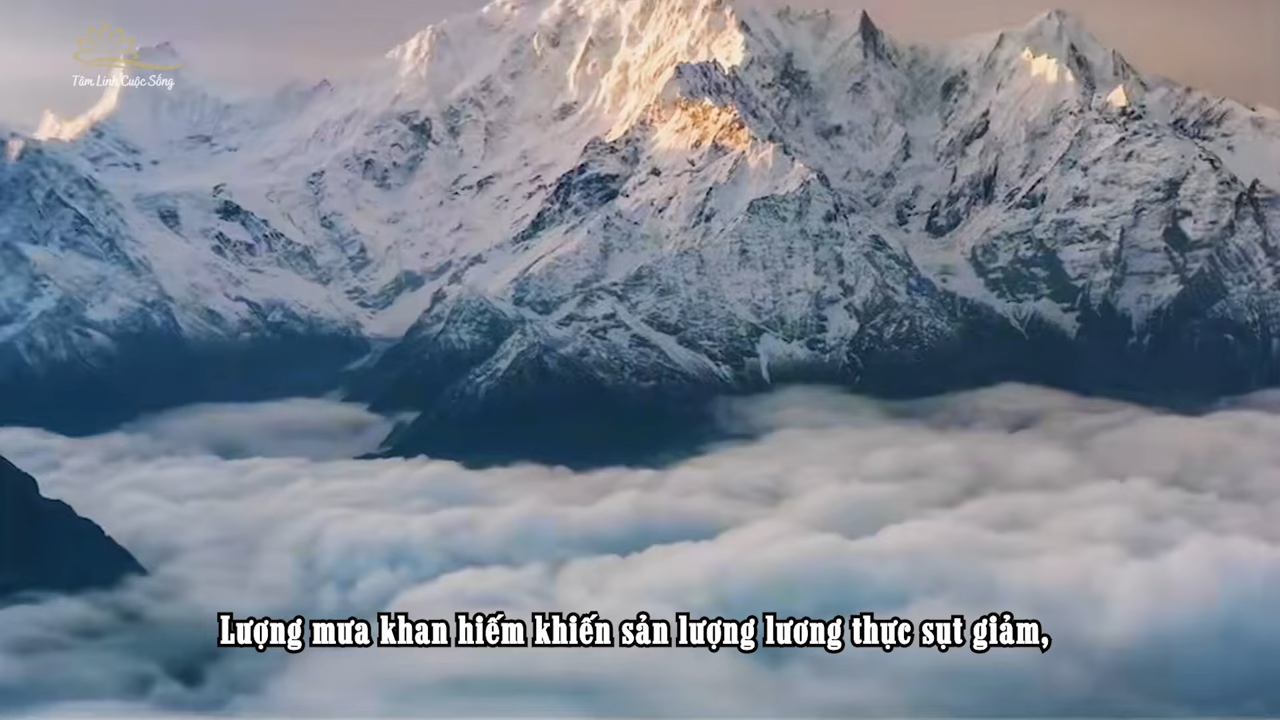 Tâm Linh Cuộc Sống
Lượng mưa khan hiếm khiến sản lượng lương thực sụt giảm,